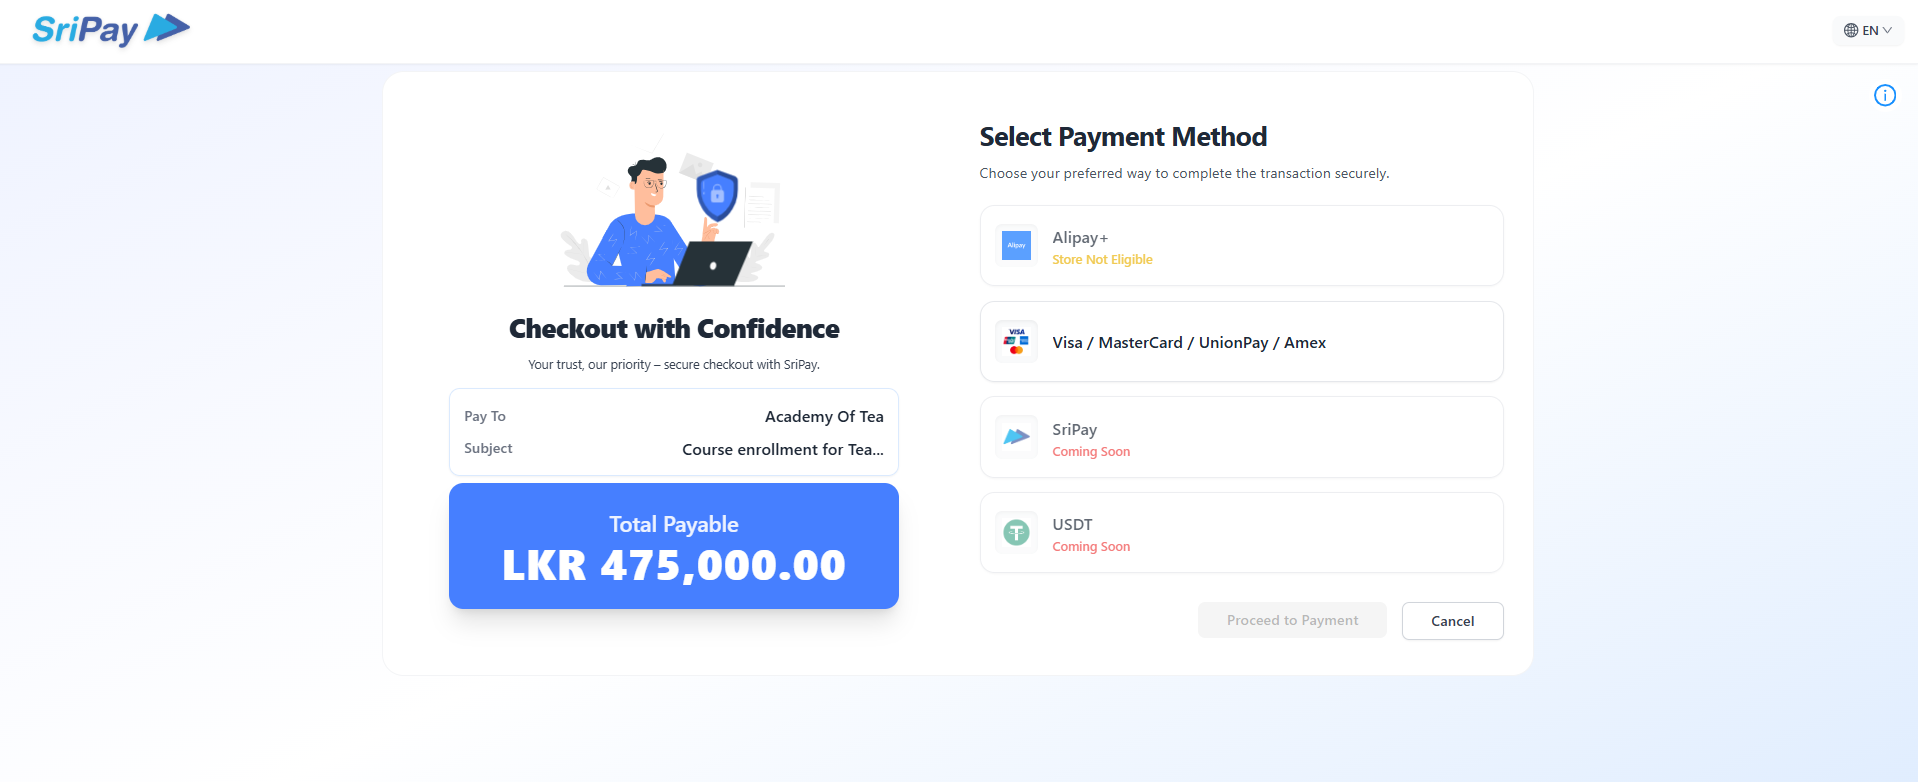 SriPay
EN
Checkout with Confidence
Your trust, our priority – secure checkout with SriPay.
Pay To
Academy Of Tea
Subject
Course enrollment for Tea...
Total Payable
LKR 475,000.00
Select Payment Method
Choose your preferred way to complete the transaction securely.
Alipay
Alipay+
Store Not Eligible
VISA
Visa / MasterCard / UnionPay / Amex
SriPay
Coming Soon
USDT
Coming Soon
Proceed to Payment
Cancel